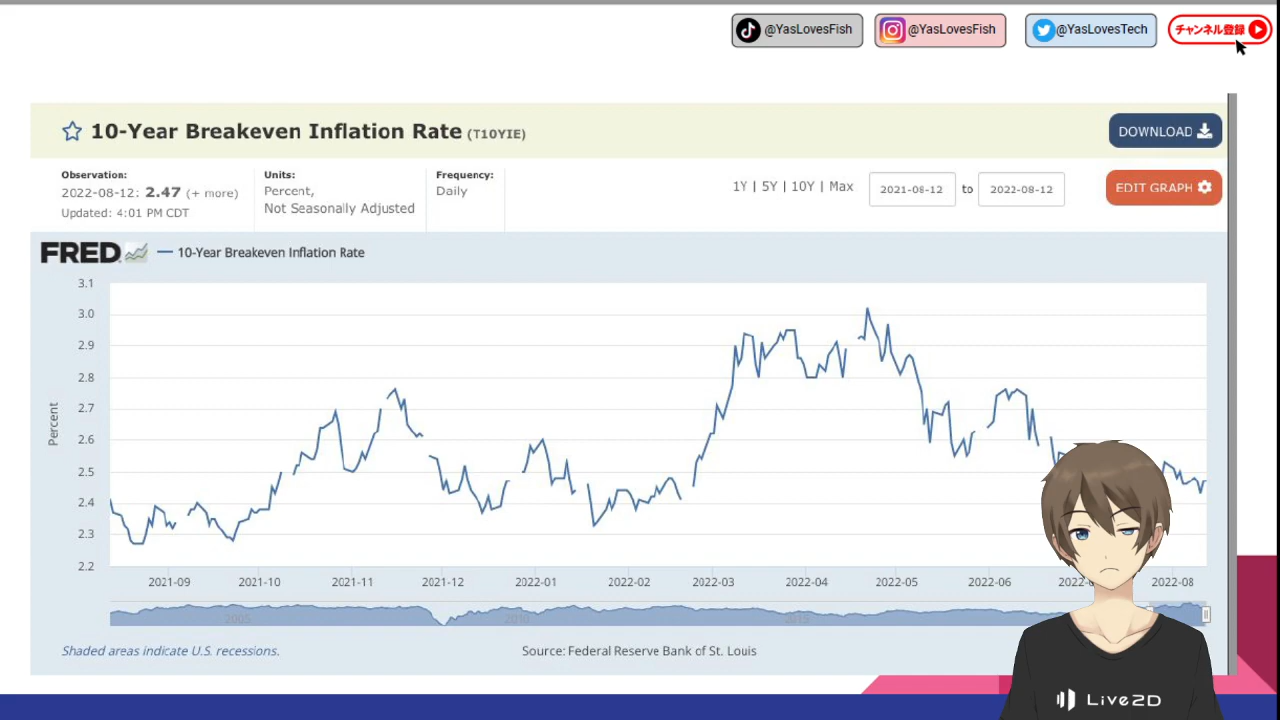 @YasLovesFish @YasLovesFish @YasLovesTech チャンネル登録
10-Year Breakeven Inflation Rate (T10YIE) DOWNLOAD
Observation: Units: Frequency:
2022-08-12: 2.47 (+ more) Percent, Daily 1Y | 5Y | 10Y | Max 2021-08-12 to 2022-08-12 EDIT GRAPH
Updated: 4:01 PM CDT Not Seasonally Adjusted
FRED 10-Year Breakeven Inflation Rate
3.1
3.0
2.9
2.8
2.7
2.6
2.5
2.4
2.3
2.2
Percent
2021-09 2021-10 2021-11 2021-12 2022-01 2022-02 2022-03 2022-04 2022-05 2022-06 2022-08
2005 2010 2015
Shaded areas indicate U.S. recessions. Source: Federal Reserve Bank of St. Louis
Live2D